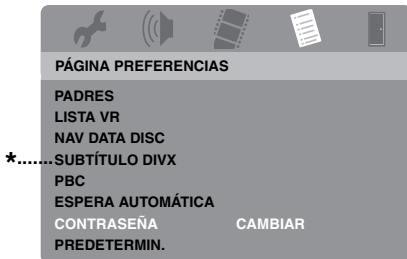 PÁGINA PREFERENCIAS
PADRES
LISTA VR
NAV DATA DISC
*.......SUBTÍTULO DIVX
PBC
ESPERA AUTOMÁTICA
CONTRASEÑA CAMBIAR
PREDETERMIN.